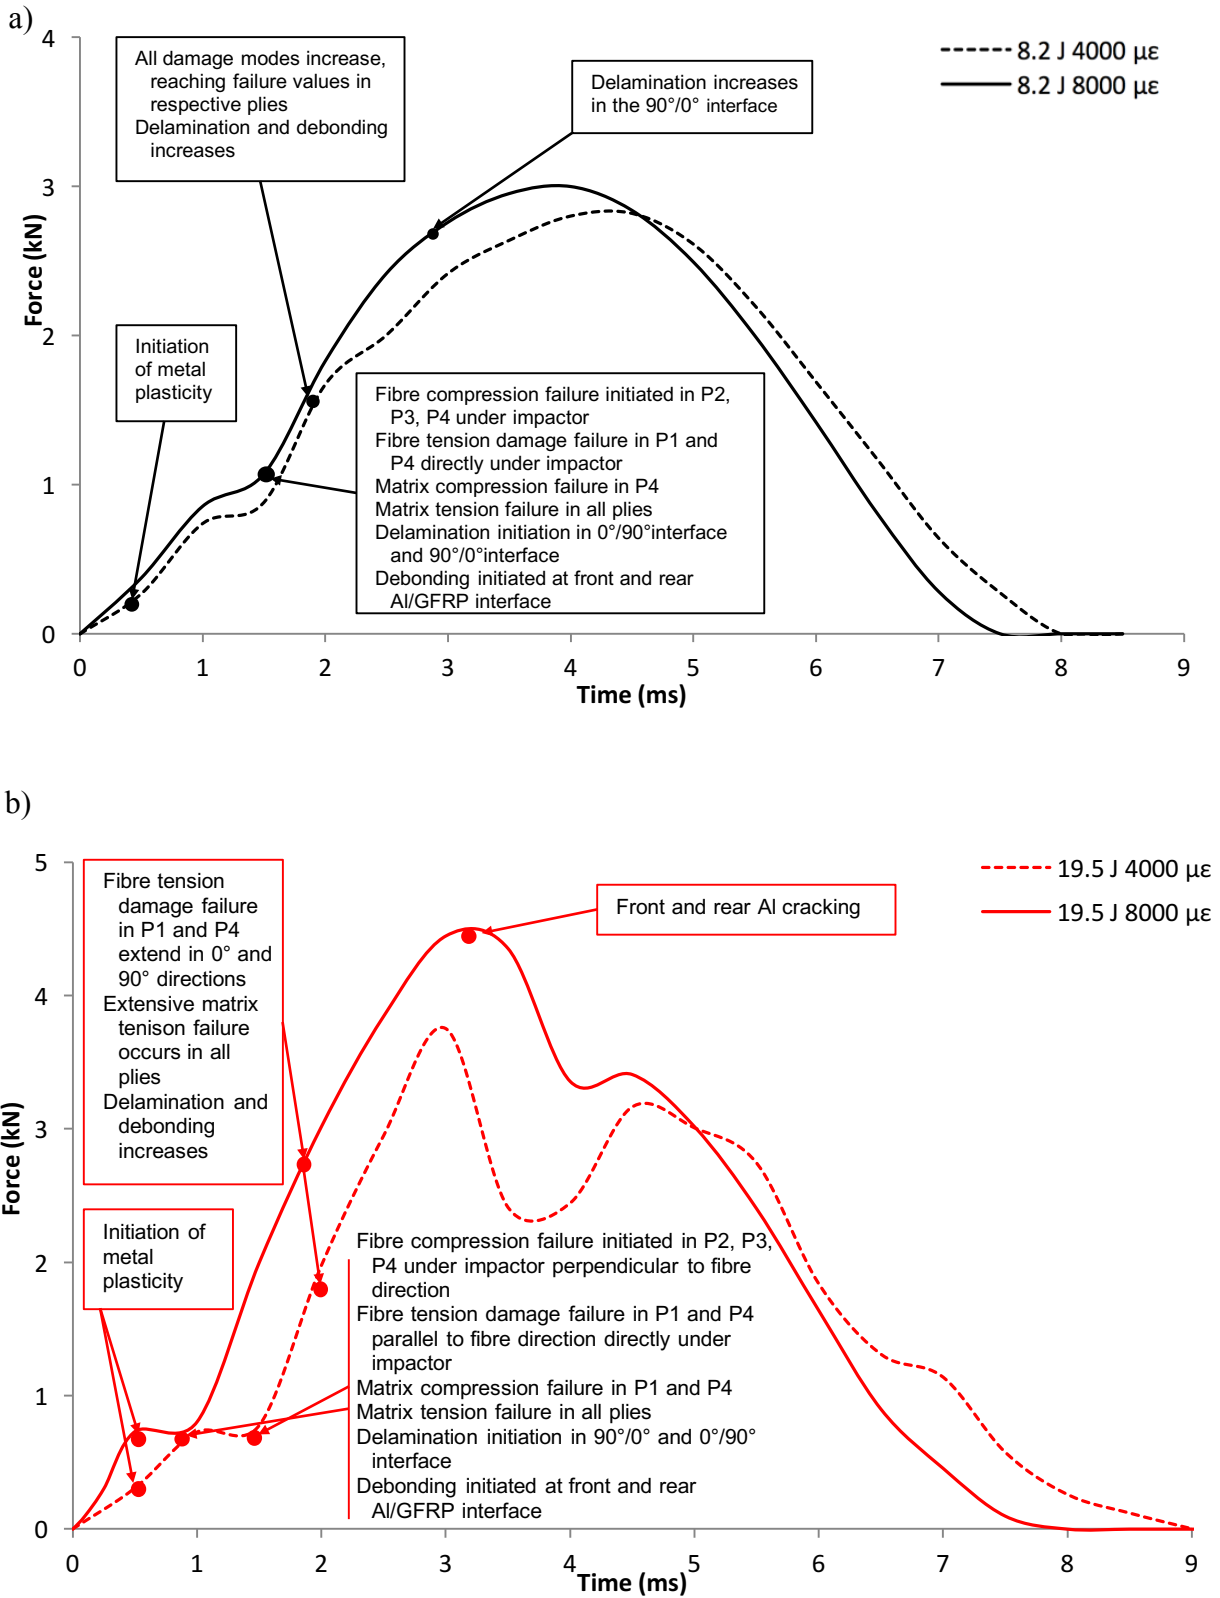 a)
4
3
2
1
0
Force (kN)
All damage modes increase,
reaching failure values in
respective plies
Delamination and debonding
increases
Delamination increases
in the 90°/0° interface
8.2 J 4000 µε
8.2 J 8000 µε
Initiation
of metal
plasticity
Fibre compression failure initiated in P2,
P3, P4 under impactor
Fibre tension damage failure in P1 and
P4 directly under impactor
Matrix compression failure in P4
Matrix tension failure in all plies
Delamination initiation in 0°/90°interface
and 90°/0°interface
Debonding initiated at front and rear
Al/GFRP interface
0 1 2 3 4 5 6 7 8 9
Time (ms)
b)
5
4
3
2
1
0
Force (kN)
Fibre tension
damage failure
in P1 and P4
extend in 0° and
90° directions
Extensive matrix
tenison failure
occurs in all
plies
Delamination and
debonding
increases
Front and rear Al cracking
19.5 J 4000 µε
19.5 J 8000 µε
Initiation of
metal
plasticity
Fibre compression failure initiated in P2, P3,
P4 under impactor perpendicular to fibre
direction
Fibre tension damage failure in P1 and P4
parallel to fibre direction directly under
impactor
Matrix compression failure in P1 and P4
Matrix tension failure in all plies
Delamination initiation in 90°/0° and 0°/90°
interface
Debonding initiated at front and rear
Al/GFRP interface
0 1 2 3 4 5 6 7 8 9
Time (ms)